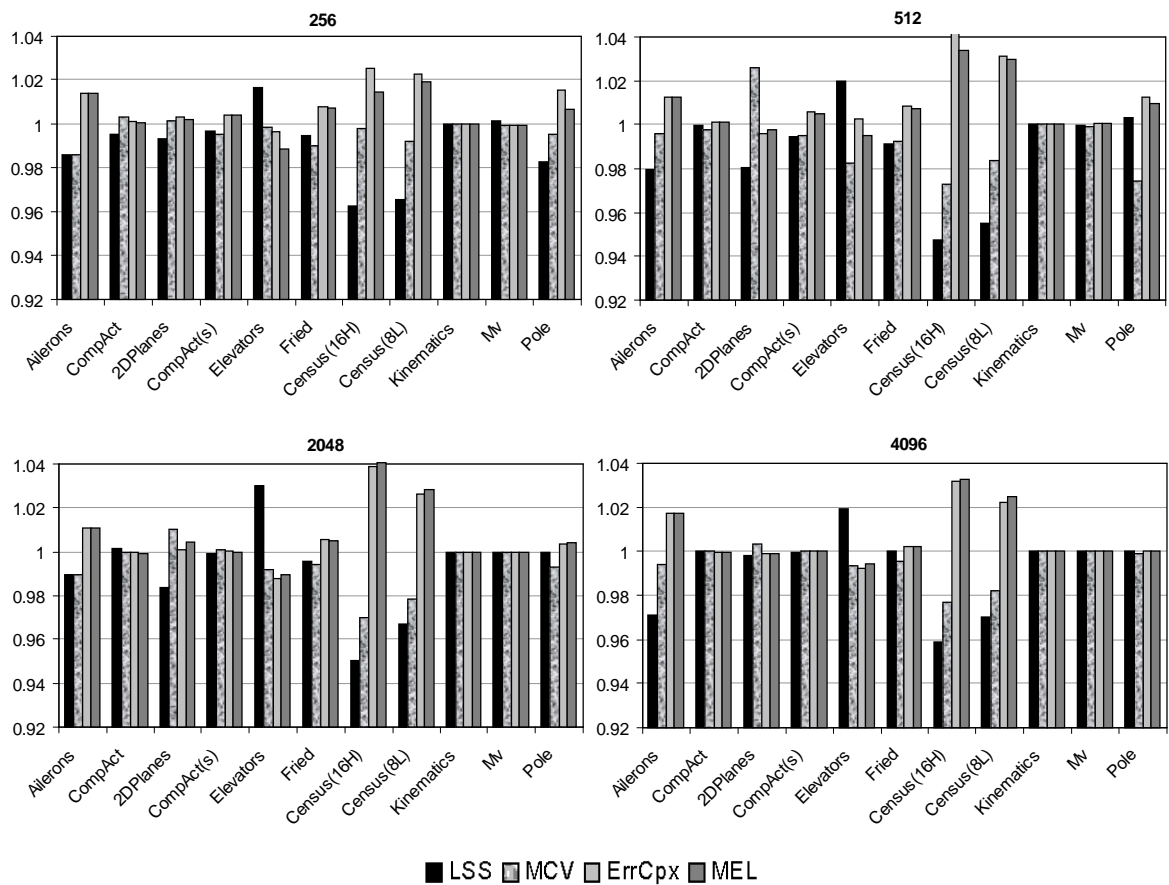 256
1.04
1.02
1
0.98
0.96
0.94
0.92
Ailerons
CompAct
2DPlanes
CompAct(s)
Elevators
Fried
Census(16H)
Census(8L)
Kinematics
Mv
Pole
512
1.04
1.02
1
0.98
0.96
0.94
0.92
Ailerons
CompAct
2DPlanes
CompAct(s)
Elevators
Fried
Census(16H)
Census(8L)
Kinematics
Mv
Pole
2048
1.04
1.02
1
0.98
0.96
0.94
0.92
Ailerons
CompAct
2DPlanes
CompAct(s)
Elevators
Fried
Census(16H)
Census(8L)
Kinematics
Mv
Pole
4096
1.04
1.02
1
0.98
0.96
0.94
0.92
Ailerons
CompAct
2DPlanes
CompAct(s)
Elevators
Fried
Census(16H)
Census(8L)
Kinematics
Mv
Pole
LSS MCV ErrCpx MEL